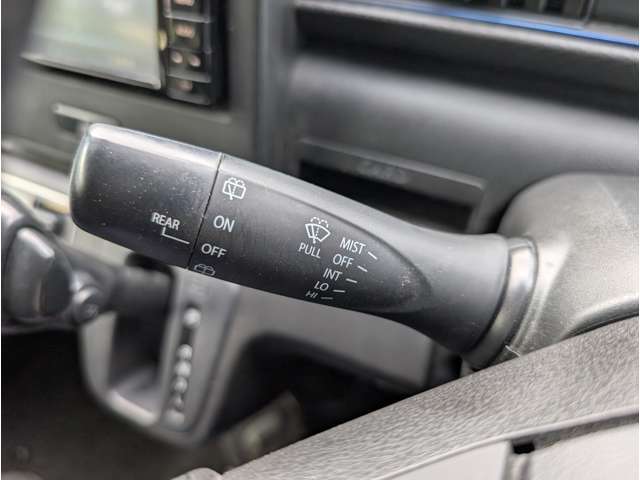 REAR
ON
OFF
PULL
MIST
OFF
INT
LO
HI